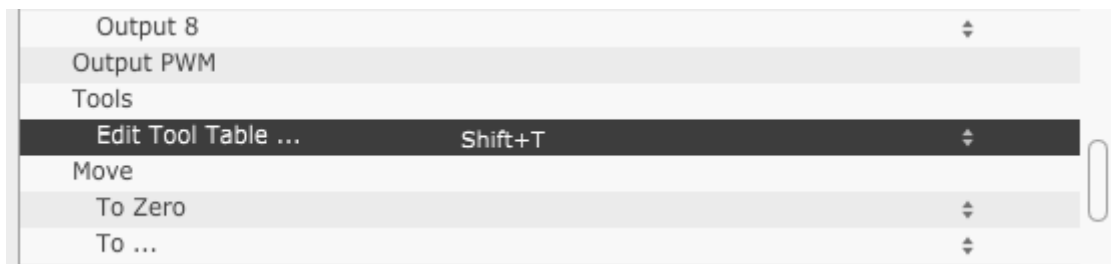 Output 8
Output PWM
Tools
Edit Tool Table ... Shift+T
Move
To Zero
To ...